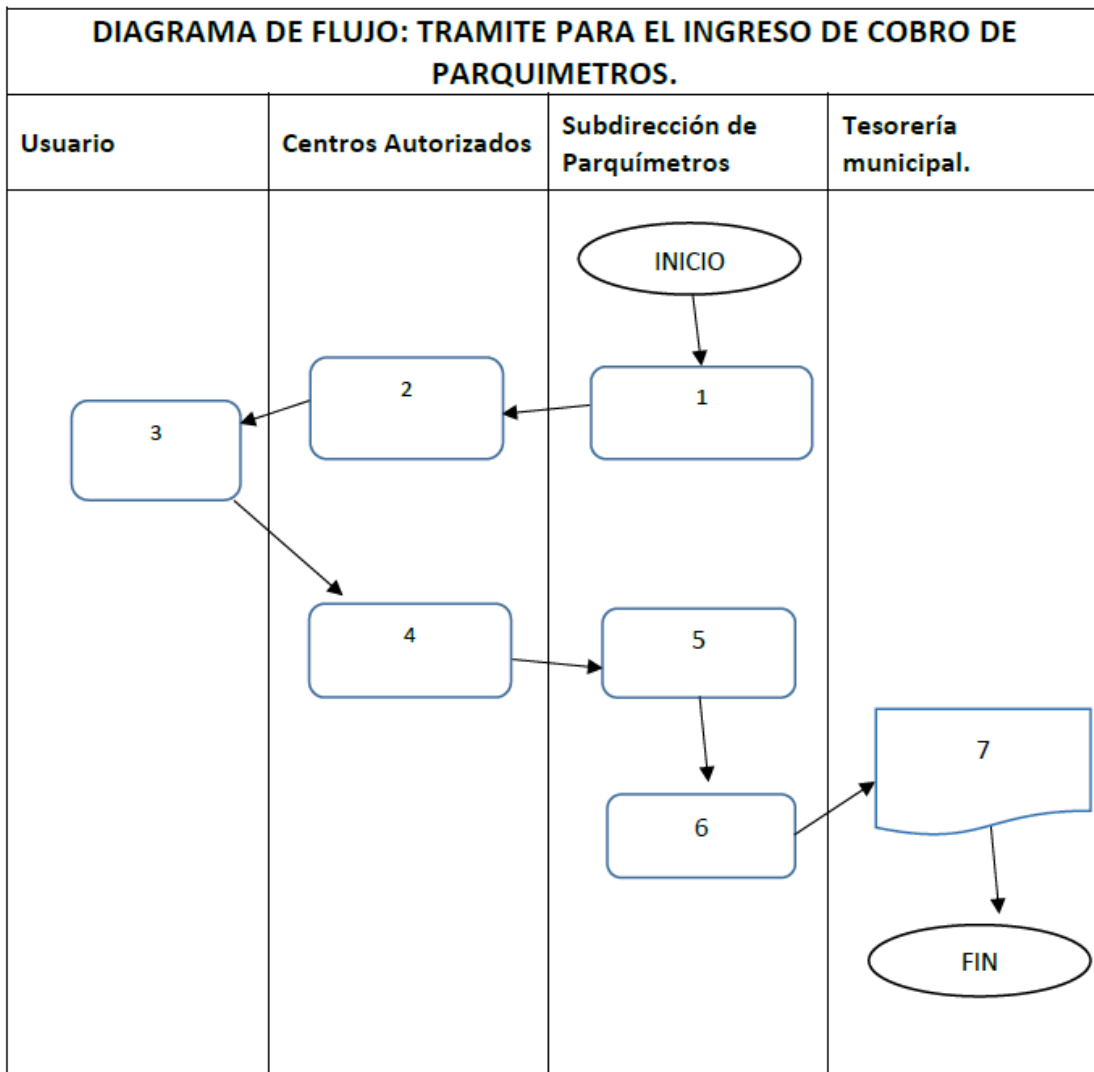 DIAGRAMA DE FLUJO: TRAMITE PARA EL INGRESO DE COBRO DE
PARQUIMETROS.
Usuario
Centros Autorizados
Subdirección de
Parquímetros
Tesorería
municipal.
INICIO
1
2
3
4
5
6
7
FIN